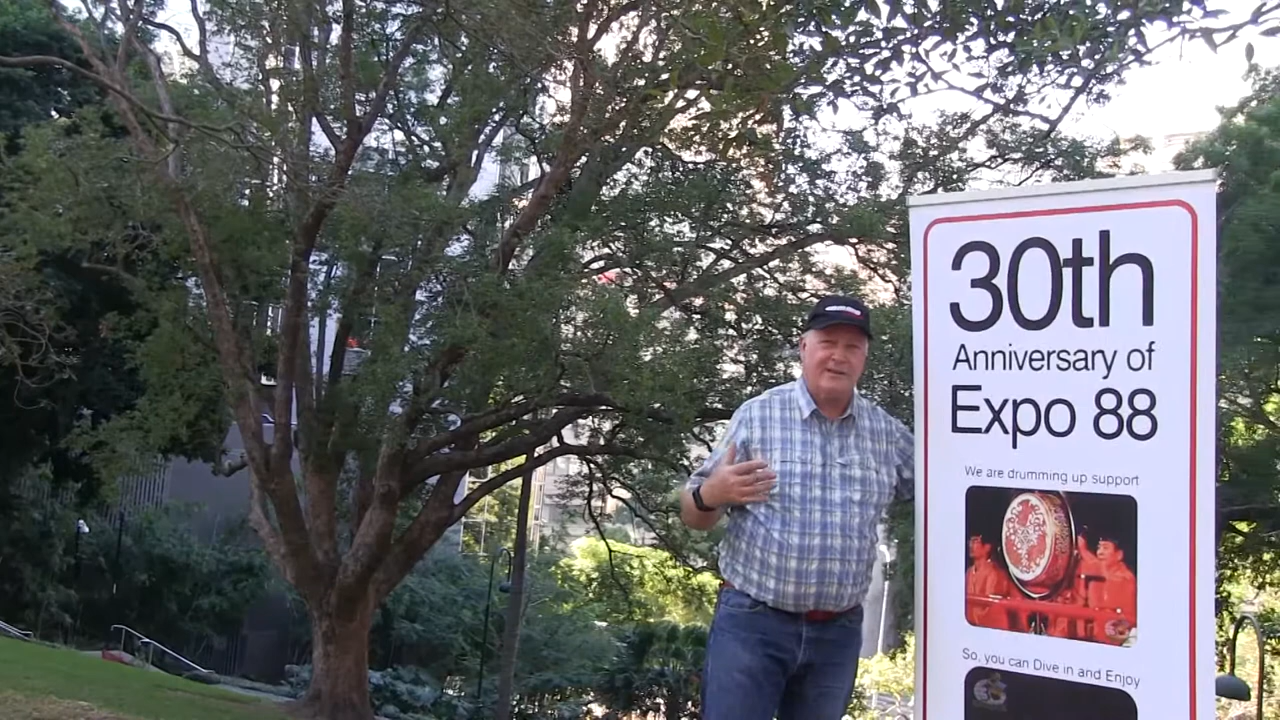 30th
Anniversary of
Expo 88
We are drumming up support
So, you can Dive in and Enjoy